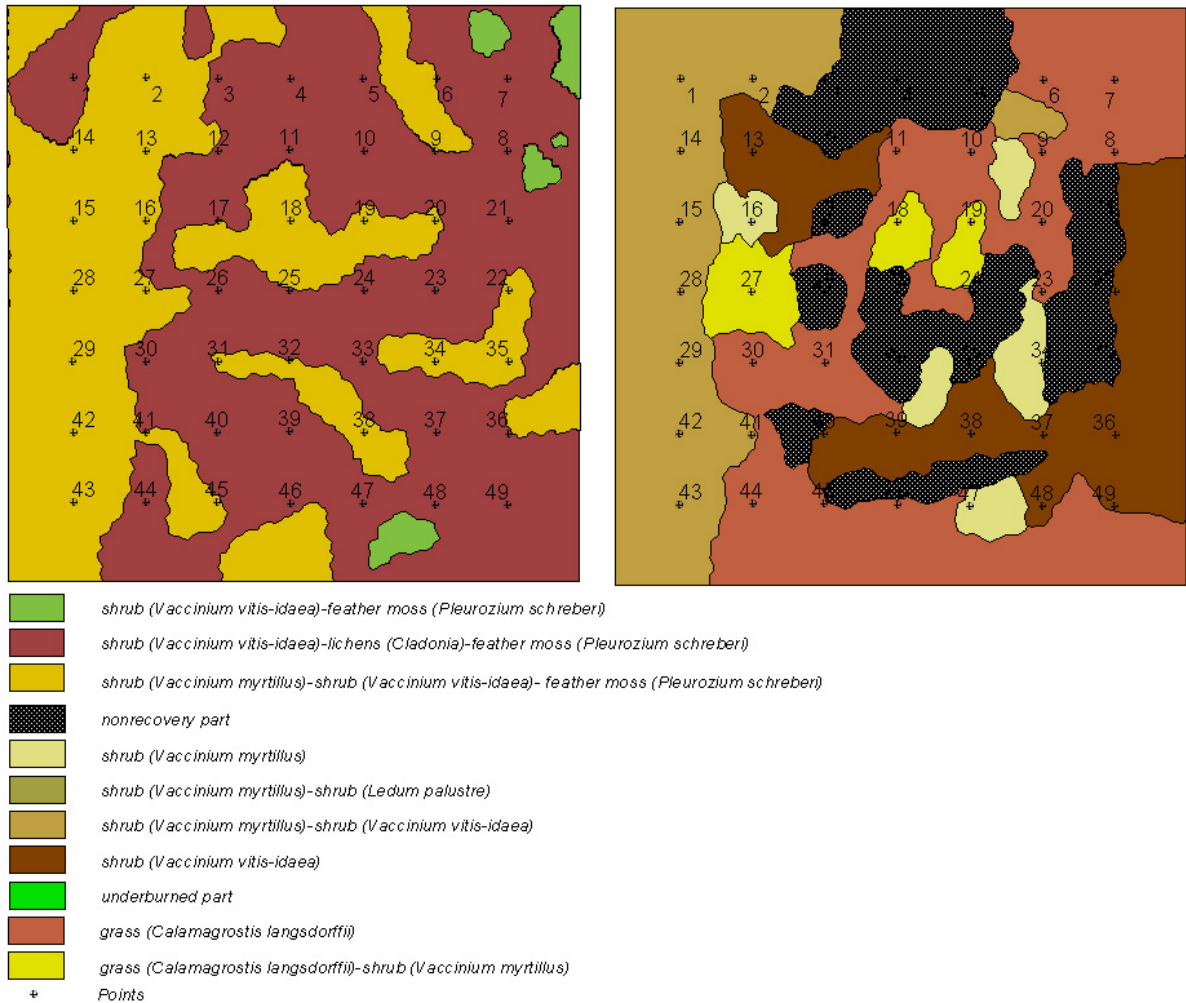 1 2 3 4 5 6 7
14 13 12 11 10 9 8
15 16 17 18 19 20 21
28 27 26 25 24 23 22
29 30 31 32 33 34 35
42 41 40 39 38 37 36
43 44 45 46 47 48 49
1 2 6 7
14 13 11 10 9 8
15 16 18 19 20
28 27 24 23
29 30 31 34
42 41 39 38 37 36
43 44 47 48 49
shrub (Vaccinium vitis-idaea)-feather moss (Pleurozium schreberi)
shrub (Vaccinium vitis-idaea)-lichens (Cladonia)-feather moss (Pleurozium schreberi)
shrub (Vaccinium myrtillus)-shrub (Vaccinium vitis-idaea)- feather moss (Pleurozium schreberi)
nonrecovery part
shrub (Vaccinium myrtillus)
shrub (Vaccinium myrtillus)-shrub (Ledum palustre)
shrub (Vaccinium myrtillus)-shrub (Vaccinium vitis-idaea)
shrub (Vaccinium vitis-idaea)
underburned part
grass (Calamagrostis langsdorffii)
grass (Calamagrostis langsdorffii)-shrub (Vaccinium myrtillus)
Points